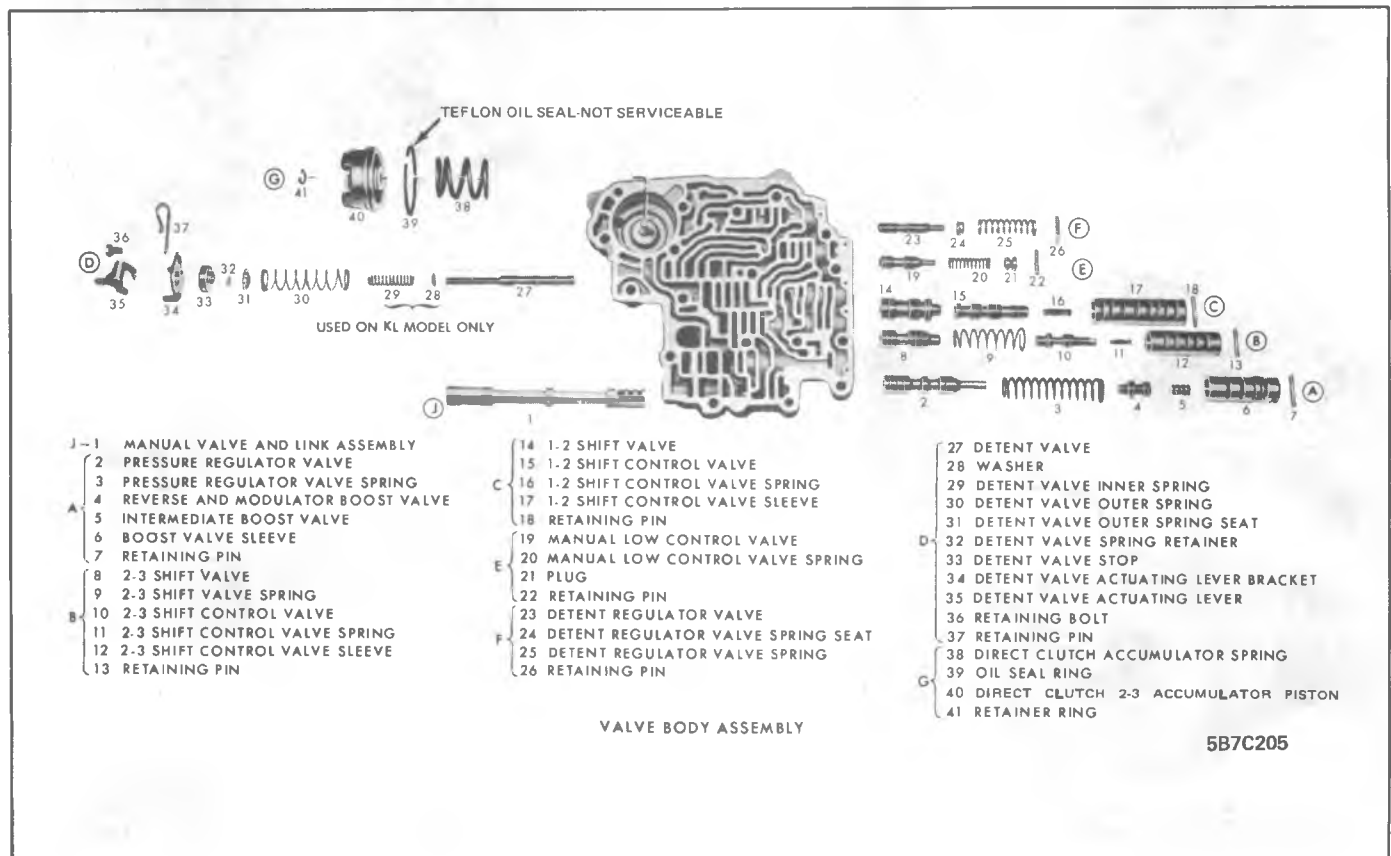 TEFLON OIL SEAL-NOT SERVICEABLE
G
41
40
39
38
37
36
D
35
34
33
32
31
30
29
28
27
USED ON KL MODEL ONLY
23
24
25
26
F
19
20
21
22
E
14
15
16
17
18
C
8
9
10
11
12
13
B
2
3
4
5
6
7
A
J
1
J-1 MANUAL VALVE AND LINK ASSEMBLY
A
2 PRESSURE REGULATOR VALVE
3 PRESSURE REGULATOR VALVE SPRING
4 REVERSE AND MODULATOR BOOST VALVE
5 INTERMEDIATE BOOST VALVE
6 BOOST VALVE SLEEVE
7 RETAINING PIN
B
8 2-3 SHIFT VALVE
9 2-3 SHIFT VALVE SPRING
10 2-3 SHIFT CONTROL VALVE
11 2-3 SHIFT CONTROL VALVE SPRING
12 2-3 SHIFT CONTROL VALVE SLEEVE
13 RETAINING PIN
C
14 1-2 SHIFT VALVE
15 1-2 SHIFT CONTROL VALVE
16 1-2 SHIFT CONTROL VALVE SPRING
17 1-2 SHIFT CONTROL VALVE SLEEVE
18 RETAINING PIN
E
19 MANUAL LOW CONTROL VALVE
20 MANUAL LOW CONTROL VALVE SPRING
21 PLUG
22 RETAINING PIN
F
23 DETENT REGULATOR VALVE
24 DETENT REGULATOR VALVE SPRING SEAT
25 DETENT REGULATOR VALVE SPRING
26 RETAINING PIN
D
27 DETENT VALVE
28 WASHER
29 DETENT VALVE INNER SPRING
30 DETENT VALVE OUTER SPRING
31 DETENT VALVE OUTER SPRING SEAT
32 DETENT VALVE SPRING RETAINER
33 DETENT VALVE STOP
34 DETENT VALVE ACTUATING LEVER BRACKET
35 DETENT VALVE ACTUATING LEVER
36 RETAINING BOLT
37 RETAINING PIN
G
38 DIRECT CLUTCH ACCUMULATOR SPRING
39 OIL SEAL RING
40 DIRECT CLUTCH 2-3 ACCUMULATOR PISTON
41 RETAINER RING
VALVE BODY ASSEMBLY
5B7C205